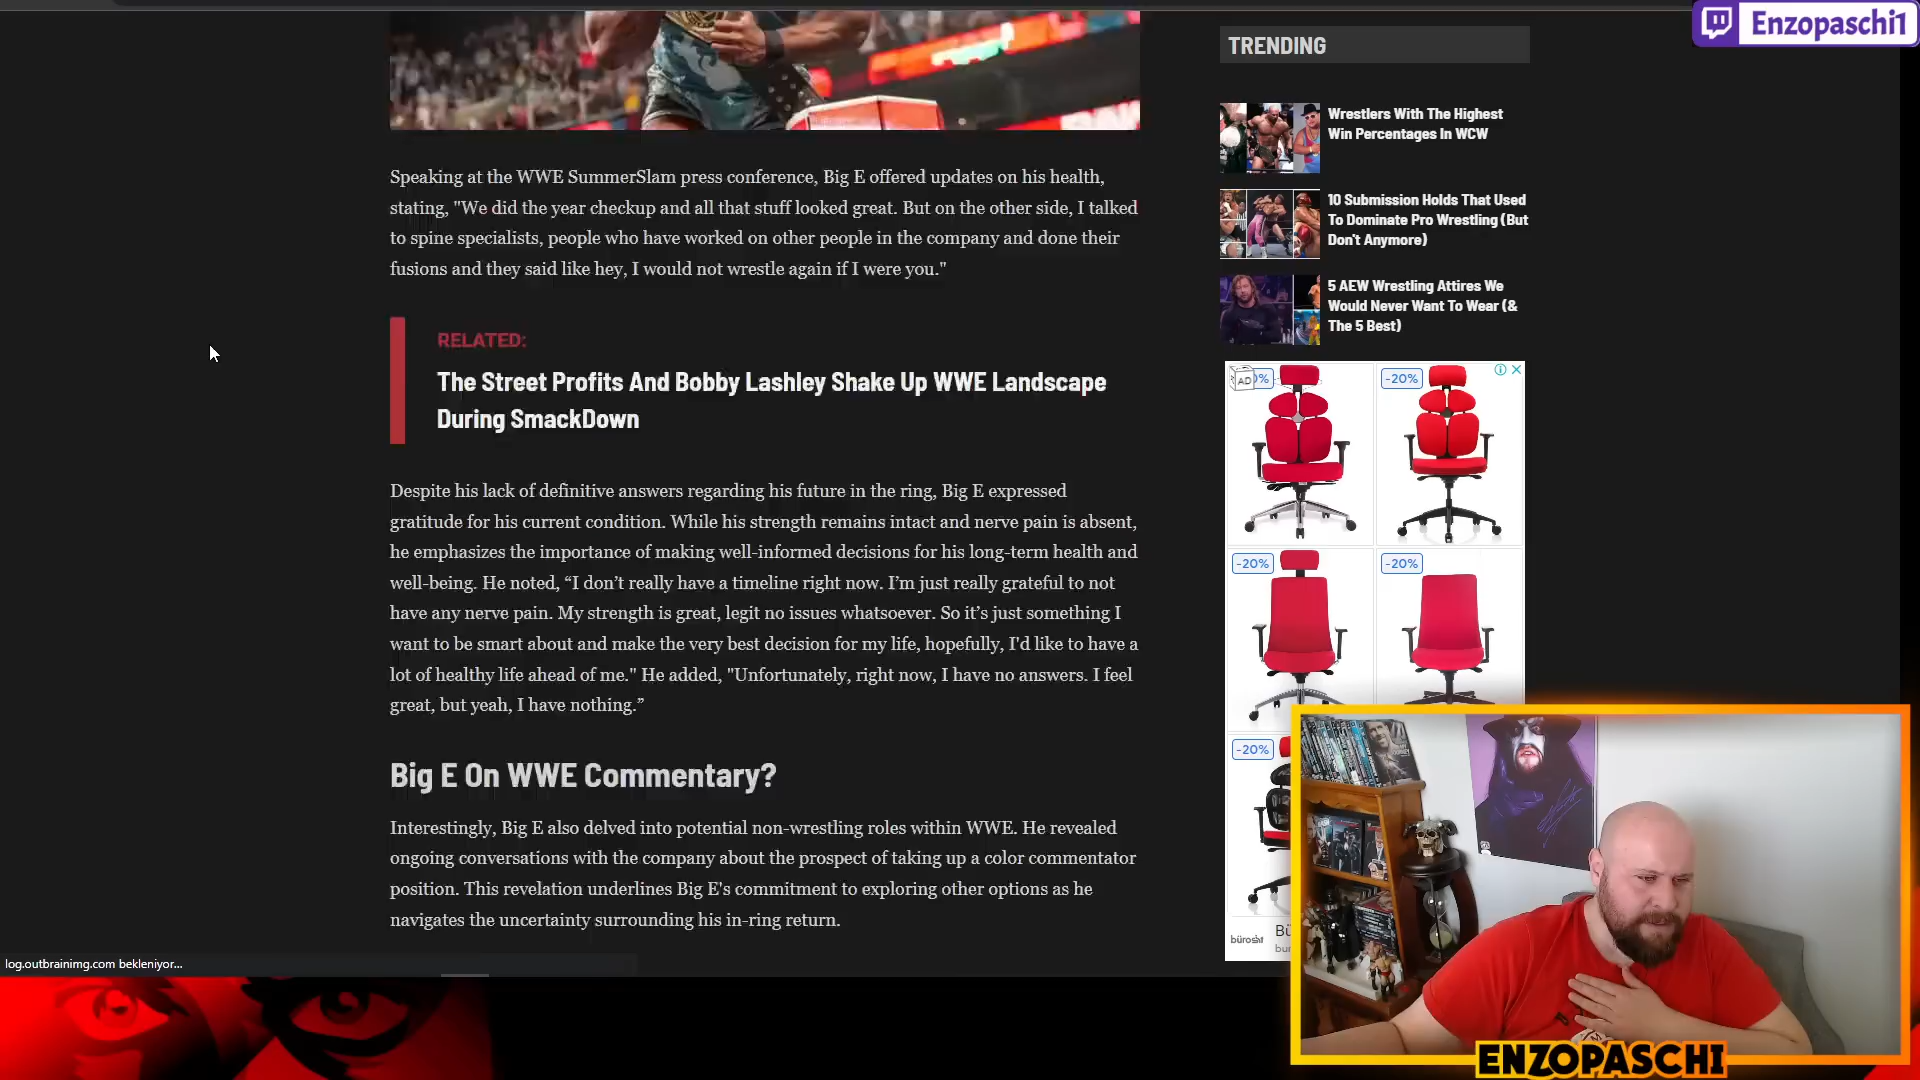 Enzopaschi1
TRENDING
Wrestlers With The Highest
Win Percentages In WCW
10 Submission Holds That Used
To Dominate Pro Wrestling (But
Don't Anymore)
5 AEW Wrestling Attires We
Would Never Want To Wear (&
The 5 Best)
Speaking at the WWE SummerSlam press conference, Big E offered updates on his health,
stating, "We did the year checkup and all that stuff looked great. But on the other side, I talked
to spine specialists, people who have worked on other people in the company and done their
fusions and they said like hey, I would not wrestle again if I were you."
RELATED:
The Street Profits And Bobby Lashley Shake Up WWE Landscape
During SmackDown
Despite his lack of definitive answers regarding his future in the ring, Big E expressed
gratitude for his current condition. While his strength remains intact and nerve pain is absent,
he emphasizes the importance of making well-informed decisions for his long-term health and
well-being. He noted, “I don’t really have a timeline right now. I’m just really grateful to not
have any nerve pain. My strength is great, legit no issues whatsoever. So it’s just something I
want to be smart about and make the very best decision for my life, hopefully, I'd like to have a
lot of healthy life ahead of me." He added, "Unfortunately, right now, I have no answers. I feel
great, but yeah, I have nothing.”
Big E On WWE Commentary?
Interestingly, Big E also delved into potential non-wrestling roles within WWE. He revealed
ongoing conversations with the company about the prospect of taking up a color commentator
position. This revelation underlines Big E's commitment to exploring other options as he
navigates the uncertainty surrounding his in-ring return.
AD
-20%
-20%
-20%
-20%
bürosit
log.outbrainimg.com bekleniyor...
ENZOPASCHI